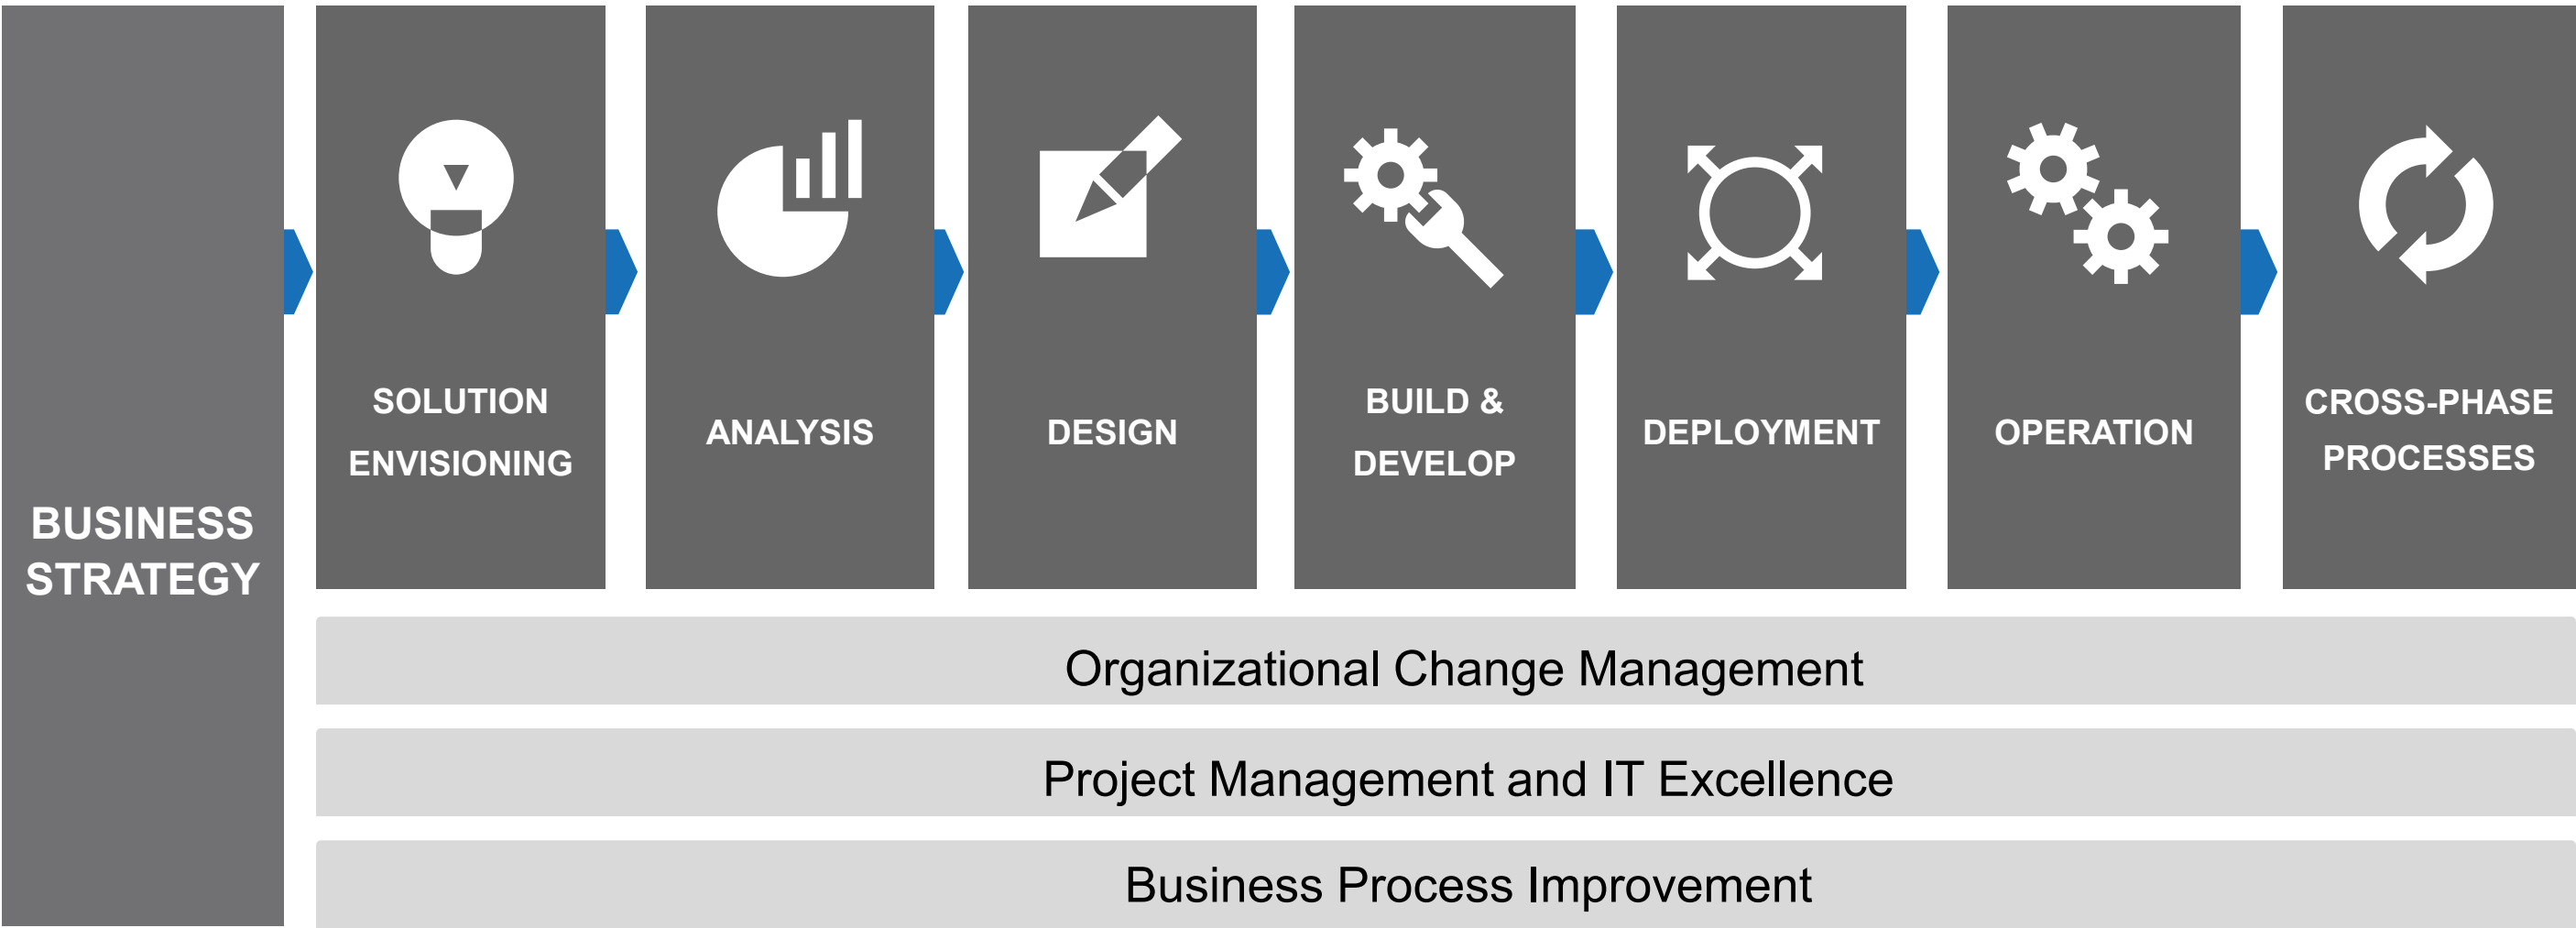 BUSINESS
STRATEGY
SOLUTION
ENVISIONING
ANALYSIS
DESIGN
BUILD &
DEVELOP
DEPLOYMENT
OPERATION
CROSS-PHASE
PROCESSES
Organizational Change Management
Project Management and IT Excellence
Business Process Improvement